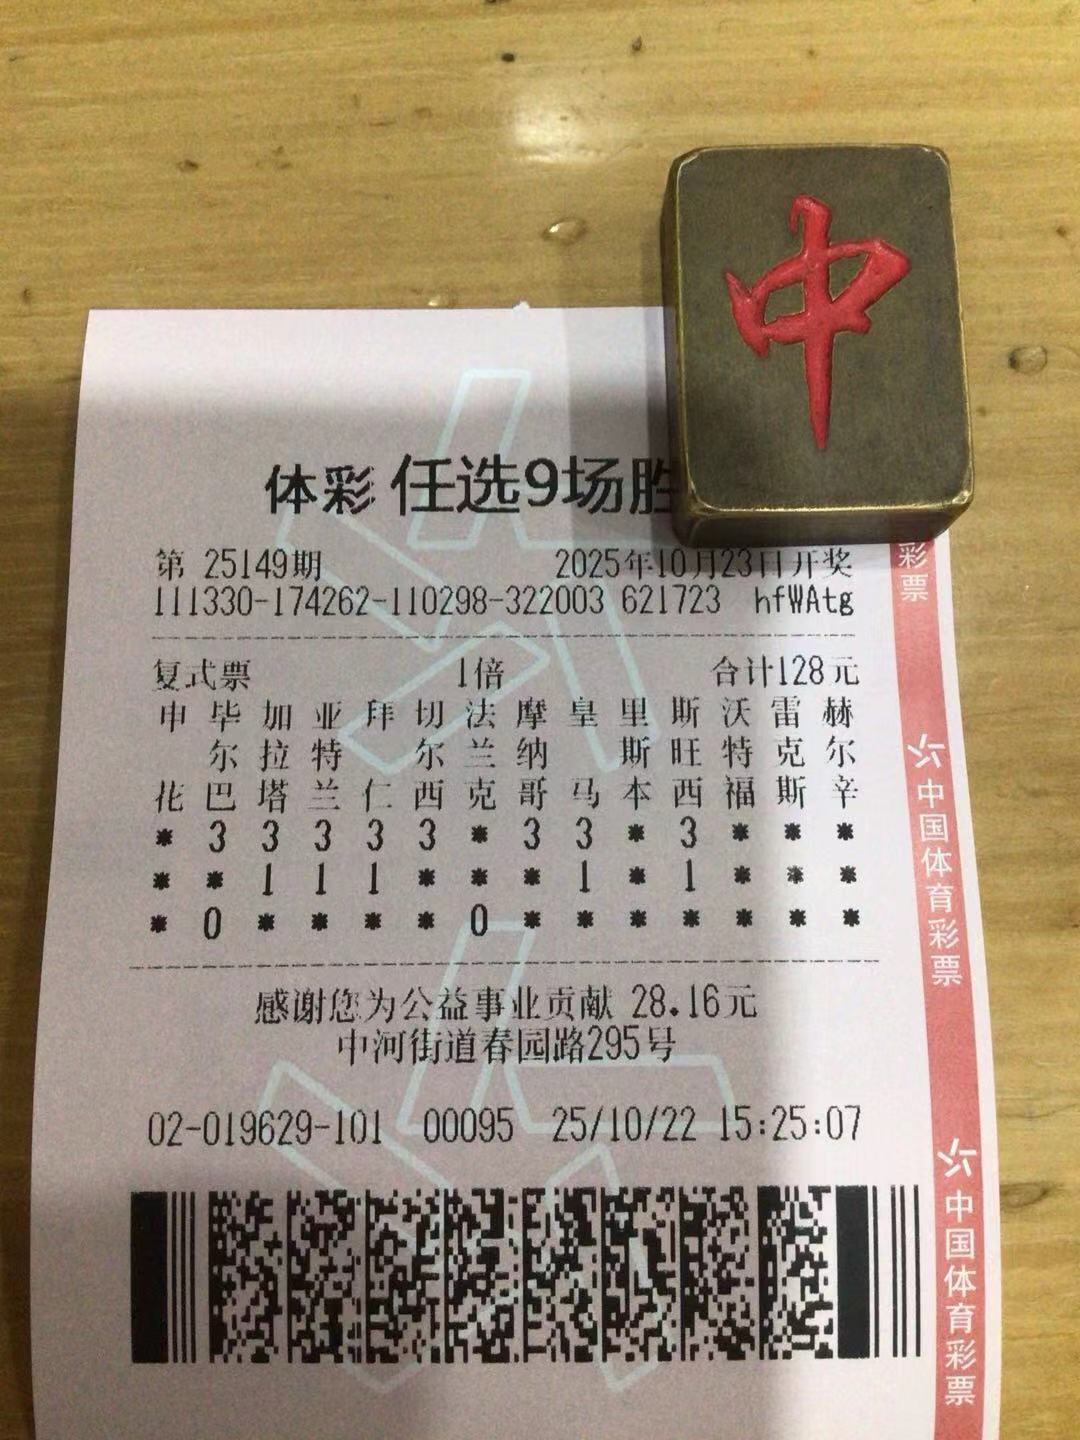 中
体彩 任选9场胜
第 25149期 2025年10月23日开奖
111330-174262-110298-322003 621723 hfWAtg
复式票 1倍 合计128元
申 毕 加 亚 拜 切 法 摩 皇 里 斯 沃 雷 赫
尔 拉 特 尔 兰 纳 斯 旺 特 克 尔
花 巴 塔 兰 仁 西 克 哥 马 本 西 福 斯 辛
* 3 3 3 3 3 * 3 3 * 3 * * *
* * 1 1 1 * * * 1 * 1 * * *
* 0 * * * * 0 * * * * * * *
感谢您为公益事业贡献 28.16元
中河街道春园路295号
02-019629-101 00095 25/10/22 15:25:07
彩票
中国体育彩票
中国体育彩票